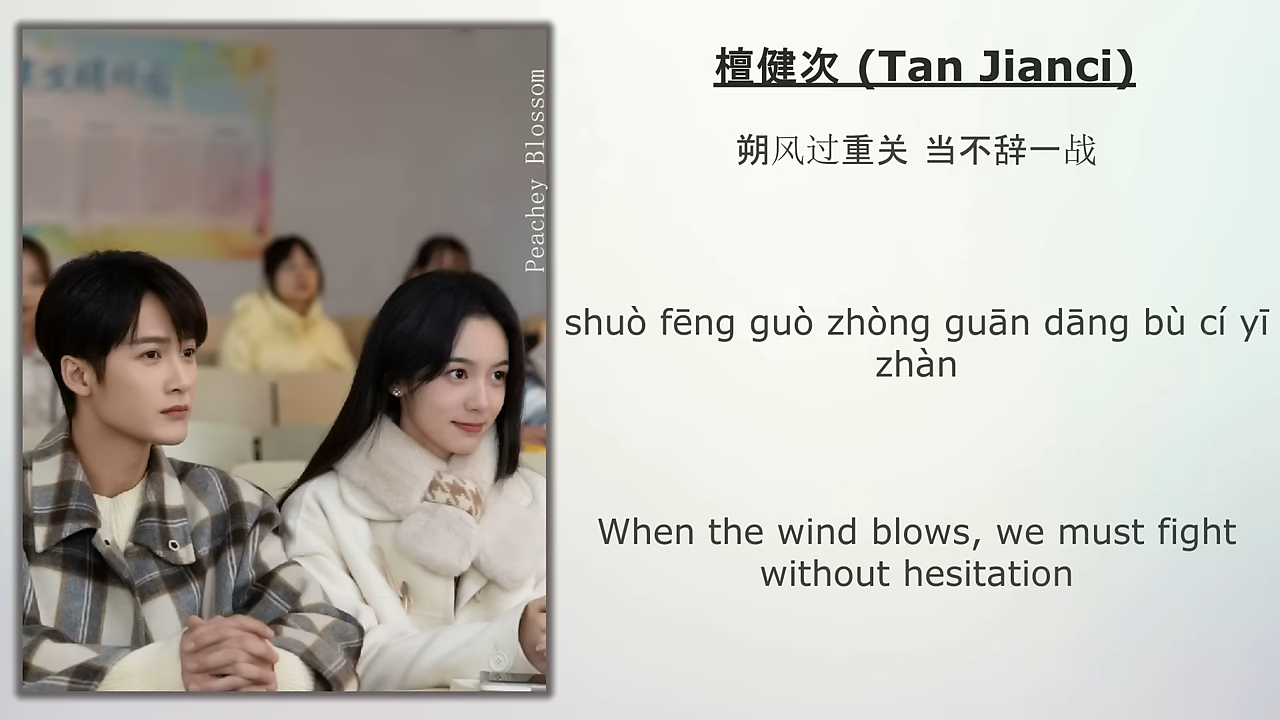 檀健次 (Tan Jianci)
朔风过重关 当不辞一战
shuò fēng guò zhòng guān dāng bù cí yī
zhàn
When the wind blows, we must fight
without hesitation
Peachey Blossom